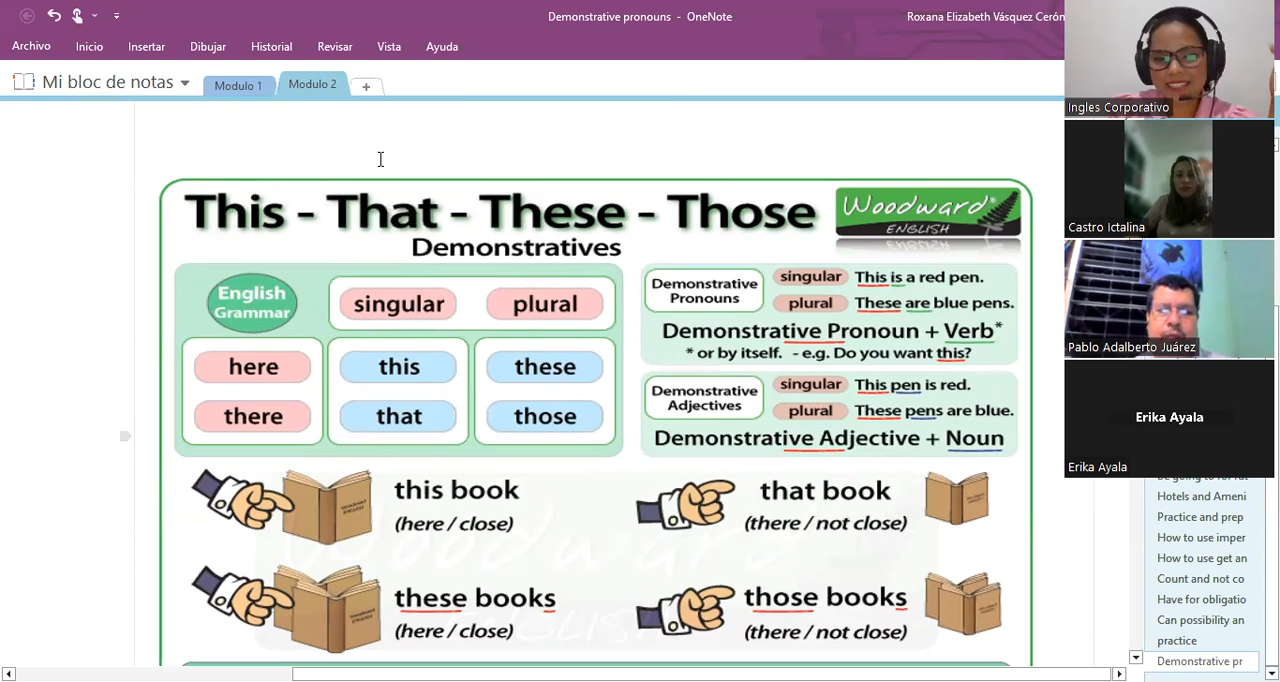 Demonstrative pronouns - OneNote
Roxana Elizabeth Vásquez Cerón
Archivo Inicio Insertar Dibujar Historial Revisar Vista Ayuda
Mi bloc de notas Modulo 1 Modulo 2 +
This - That - These - Those
Demonstratives
Woodward®
ENGLISH
English
Grammar
singular plural
here this these
there that those
Demonstrative
Pronouns
singular This is a red pen.
plural These are blue pens.
Demonstrative Pronoun + Verb*
* or by itself. - e.g. Do you want this?
Demonstrative
Adjectives
singular This pen is red.
plural These pens are blue.
Demonstrative Adjective + Noun
this book
(here / close)
that book
(there / not close)
these books
(here / close)
those books
(there / not close)
Ingles Corporativo
Castro Ictalina
Pablo Adalberto Juárez
Erika Ayala
Erika Ayala
Hotels and Ameni
Practice and prep
How to use imper
How to use get an
Count and not co
Have for obligatio
Can possibility an
practice
Demonstrative pr